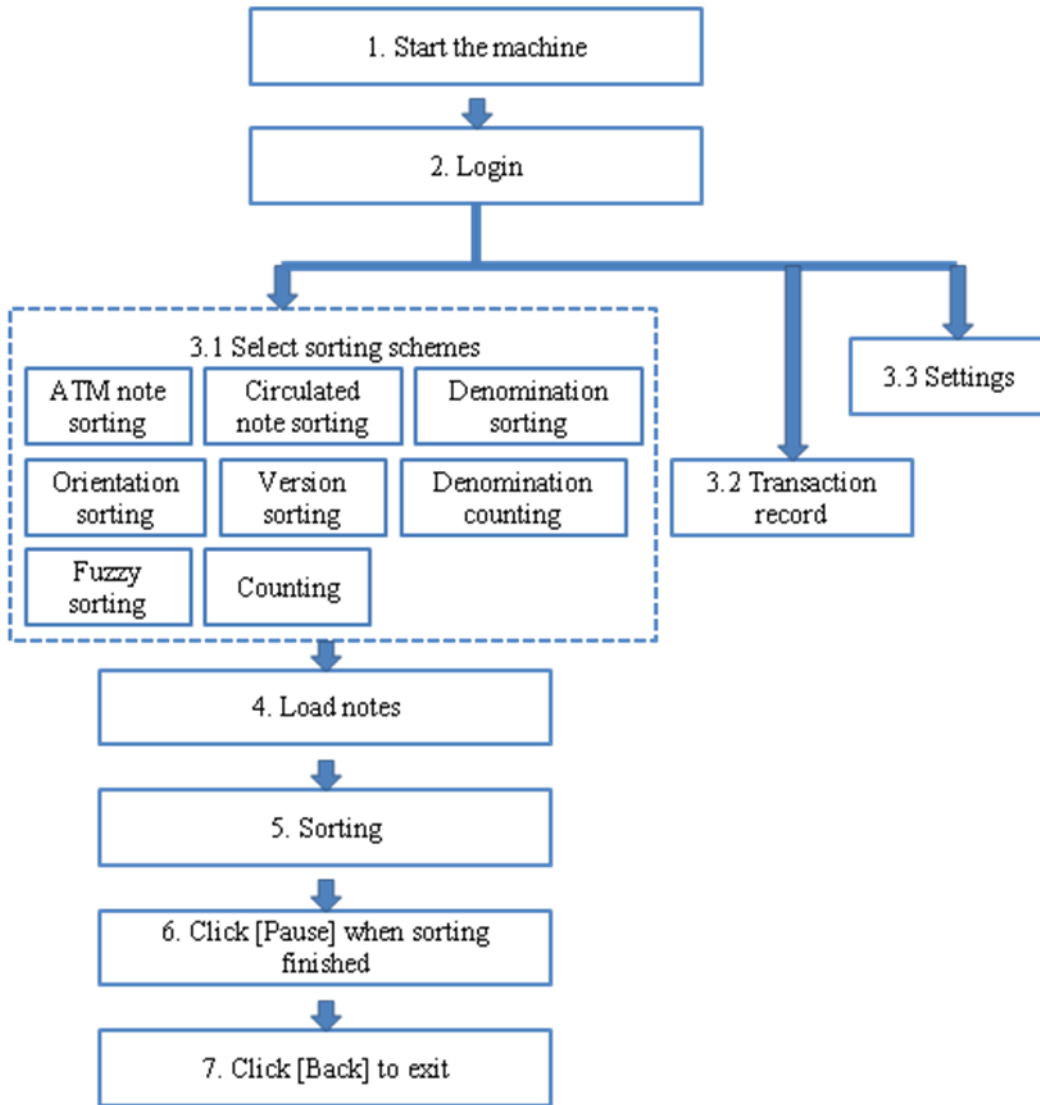 1. Start the machine
2. Login
3.1 Select sorting schemes
ATM note
sorting
Circulated
note sorting
Denomination
sorting
Orientation
sorting
Version
sorting
Denomination
counting
Fuzzy
sorting
Counting
3.2 Transaction
record
3.3 Settings
4. Load notes
5. Sorting
6. Click [Pause] when sorting
finished
7. Click [Back] to exit